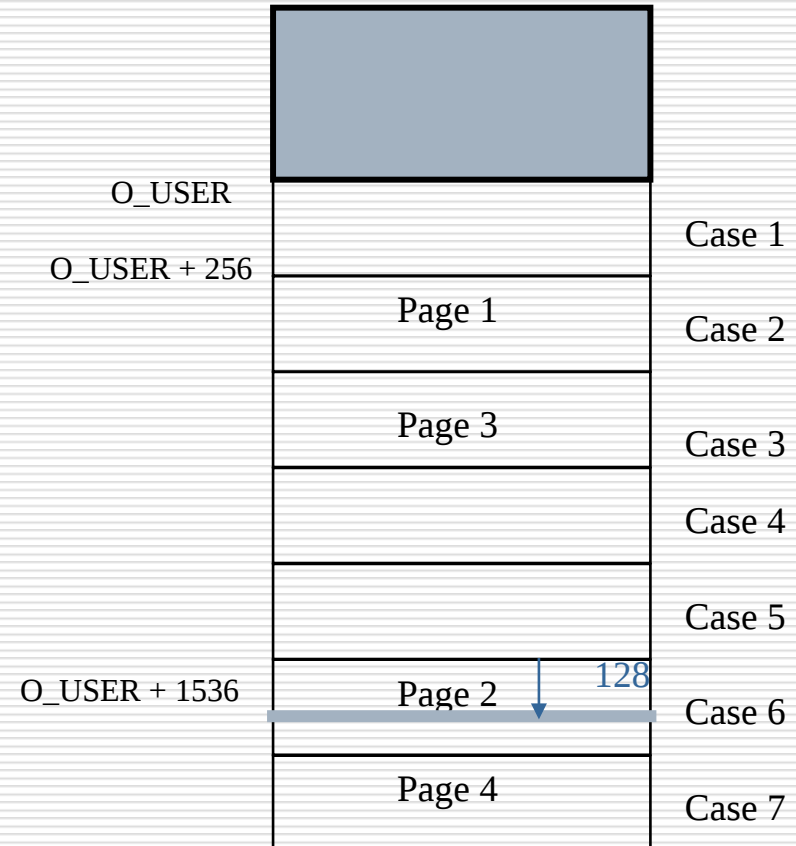 O_USER
Case 1
O_USER + 256
Page 1
Case 2
Page 3
Case 3
Case 4
Case 5
128
O_USER + 1536
Page 2
Case 6
Page 4
Case 7